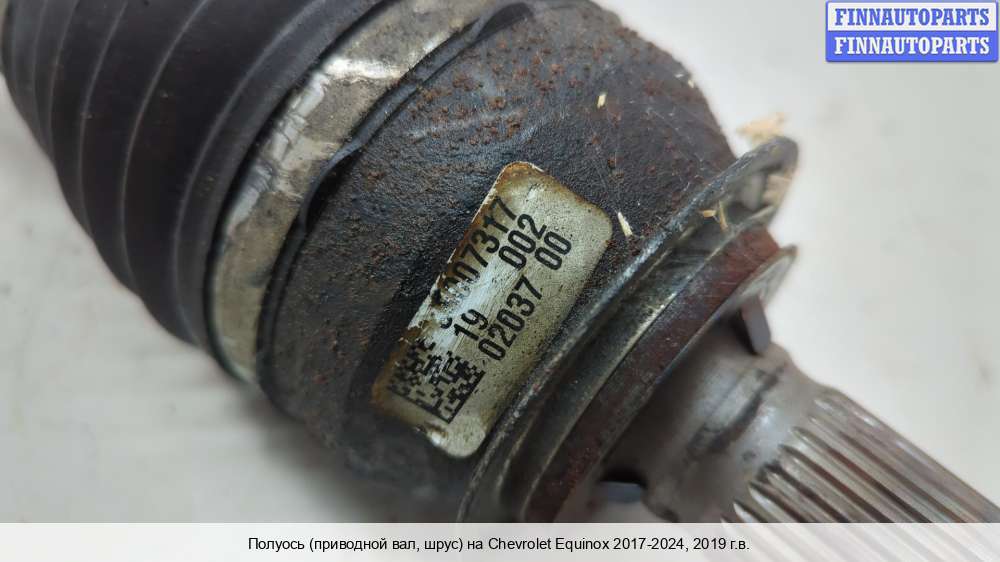 FINNAUTOPARTS
FINNAUTOPARTS
19 002
02037 00
Полуось (приводной вал, шрус) на Chevrolet Equinox 2017-2024, 2019 г.в.